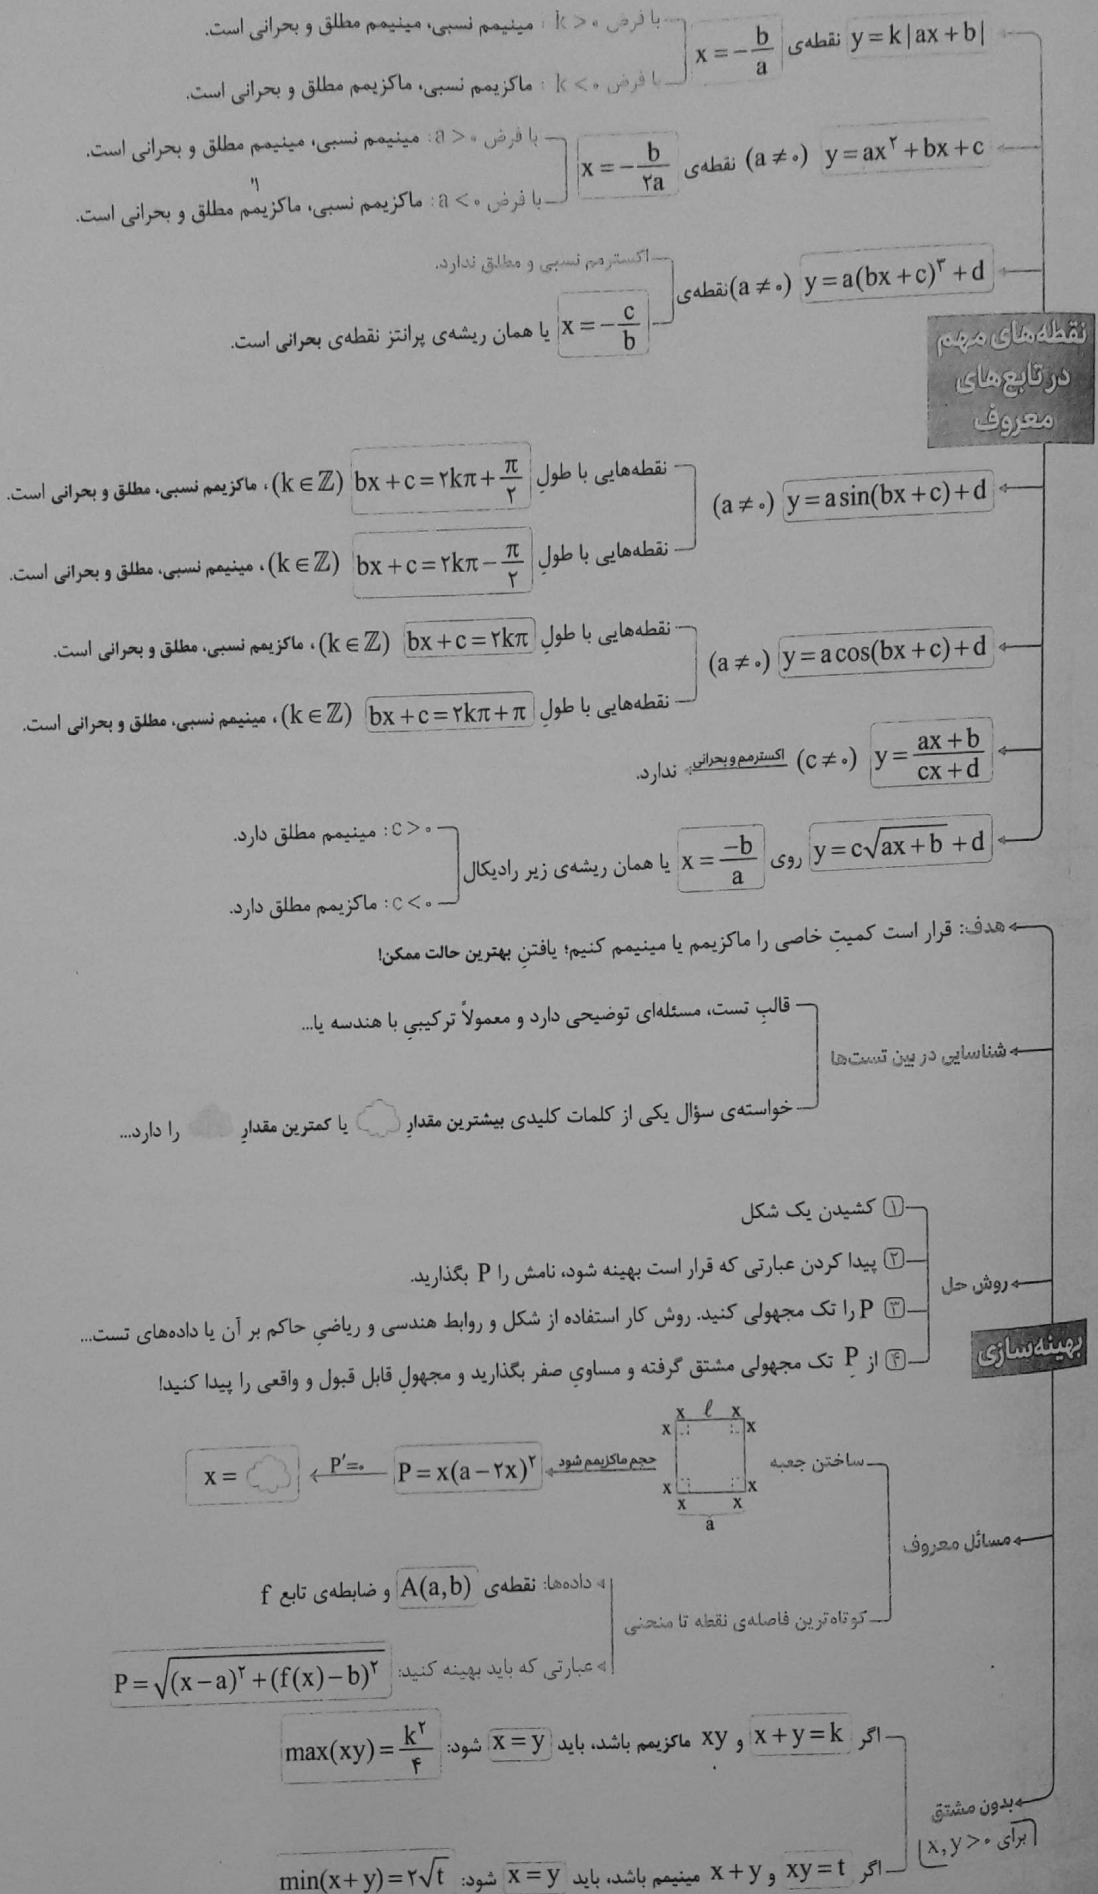 نقطه‌های مهم
در تابع‌های
معروف
y = k|ax + b| نقطه‌ی x = -b/a
با فرض k > ۰ : مینیمم نسبی، مینیمم مطلق و بحرانی است.
با فرض k < ۰ : ماکزیمم نسبی، ماکزیمم مطلق و بحرانی است.
y = ax^۲ + bx + c (a ≠ ۰) نقطه‌ی x = -b/۲a
با فرض a > ۰ : مینیمم نسبی، مینیمم مطلق و بحرانی است.
با فرض a < ۰ : ماکزیمم نسبی، ماکزیمم مطلق و بحرانی است.
y = a(bx + c)^۳ + d (a ≠ ۰) نقطه‌ی
اکسترمم نسبی و مطلق ندارد.
x = -c/b یا همان ریشه‌ی پرانتز نقطه‌ی بحرانی است.
y = a sin(bx + c) + d (a ≠ ۰)
نقطه‌هایی با طولِ bx + c = ۲kπ + π/۲ (k ∈ ℤ)، ماکزیمم نسبی، مطلق و بحرانی است.
نقطه‌هایی با طولِ bx + c = ۲kπ - π/۲ (k ∈ ℤ)، مینیمم نسبی، مطلق و بحرانی است.
y = a cos(bx + c) + d (a ≠ ۰)
نقطه‌هایی با طولِ bx + c = ۲kπ (k ∈ ℤ)، ماکزیمم نسبی، مطلق و بحرانی است.
نقطه‌هایی با طولِ bx + c = ۲kπ + π (k ∈ ℤ)، مینیمم نسبی، مطلق و بحرانی است.
y = (ax + b)/(cx + d) (c ≠ ۰) اکسترمم و بحرانی ندارد.
y = c√(ax + b) + d روی x = -b/a یا همان ریشه‌ی زیر رادیکال
c > ۰ : مینیمم مطلق دارد.
c < ۰ : ماکزیمم مطلق دارد.
بهینه‌سازی
هدف: قرار است کمیتِ خاصی را ماکزیمم یا مینیمم کنیم؛ یافتنِ بهترین حالت ممکن!
شناسایی در بین تست‌ها
قالبِ تست، مسئله‌ای توضیحی دارد و معمولاً ترکیبیِ با هندسه یا...
خواسته‌ی سؤال یکی از کلمات کلیدی بیشترین مقدارِ یا کمترین مقدارِ را دارد...
روش حل
۱ کشیدن یک شکل
۲ پیدا کردن عبارتی که قرار است بهینه شود، نامش را P بگذارید.
۳ P را تک مجهولی کنید. روش کار استفاده از شکل و روابط هندسی و ریاضیِ حاکم بر آن یا داده‌های تست...
۴ از P تک مجهولی مشتق گرفته و مساویِ صفر بگذارید و مجهولِ قابل قبول و واقعی را پیدا کنید!
مسائل معروف
ساختن جعبه
x ℓ x
x x
x x
x x
a
حجم ماکزیمم شود P = x(a - ۲x)^۲ P' = ۰ x =
کوتاه‌ترین فاصله‌ی نقطه تا منحنی
داده‌ها: نقطه‌ی A(a,b) و ضابطه‌ی تابع f
عبارتی که باید بهینه کنید: P = √((x - a)^۲ + (f(x) - b)^۲)
بدون مشتق
برای x, y > ۰
اگر x + y = k و xy ماکزیمم باشد، باید x = y شود: max(xy) = k^۲/۴
اگر xy = t و x + y مینیمم باشد، باید x = y شود: min(x + y) = ۲√t